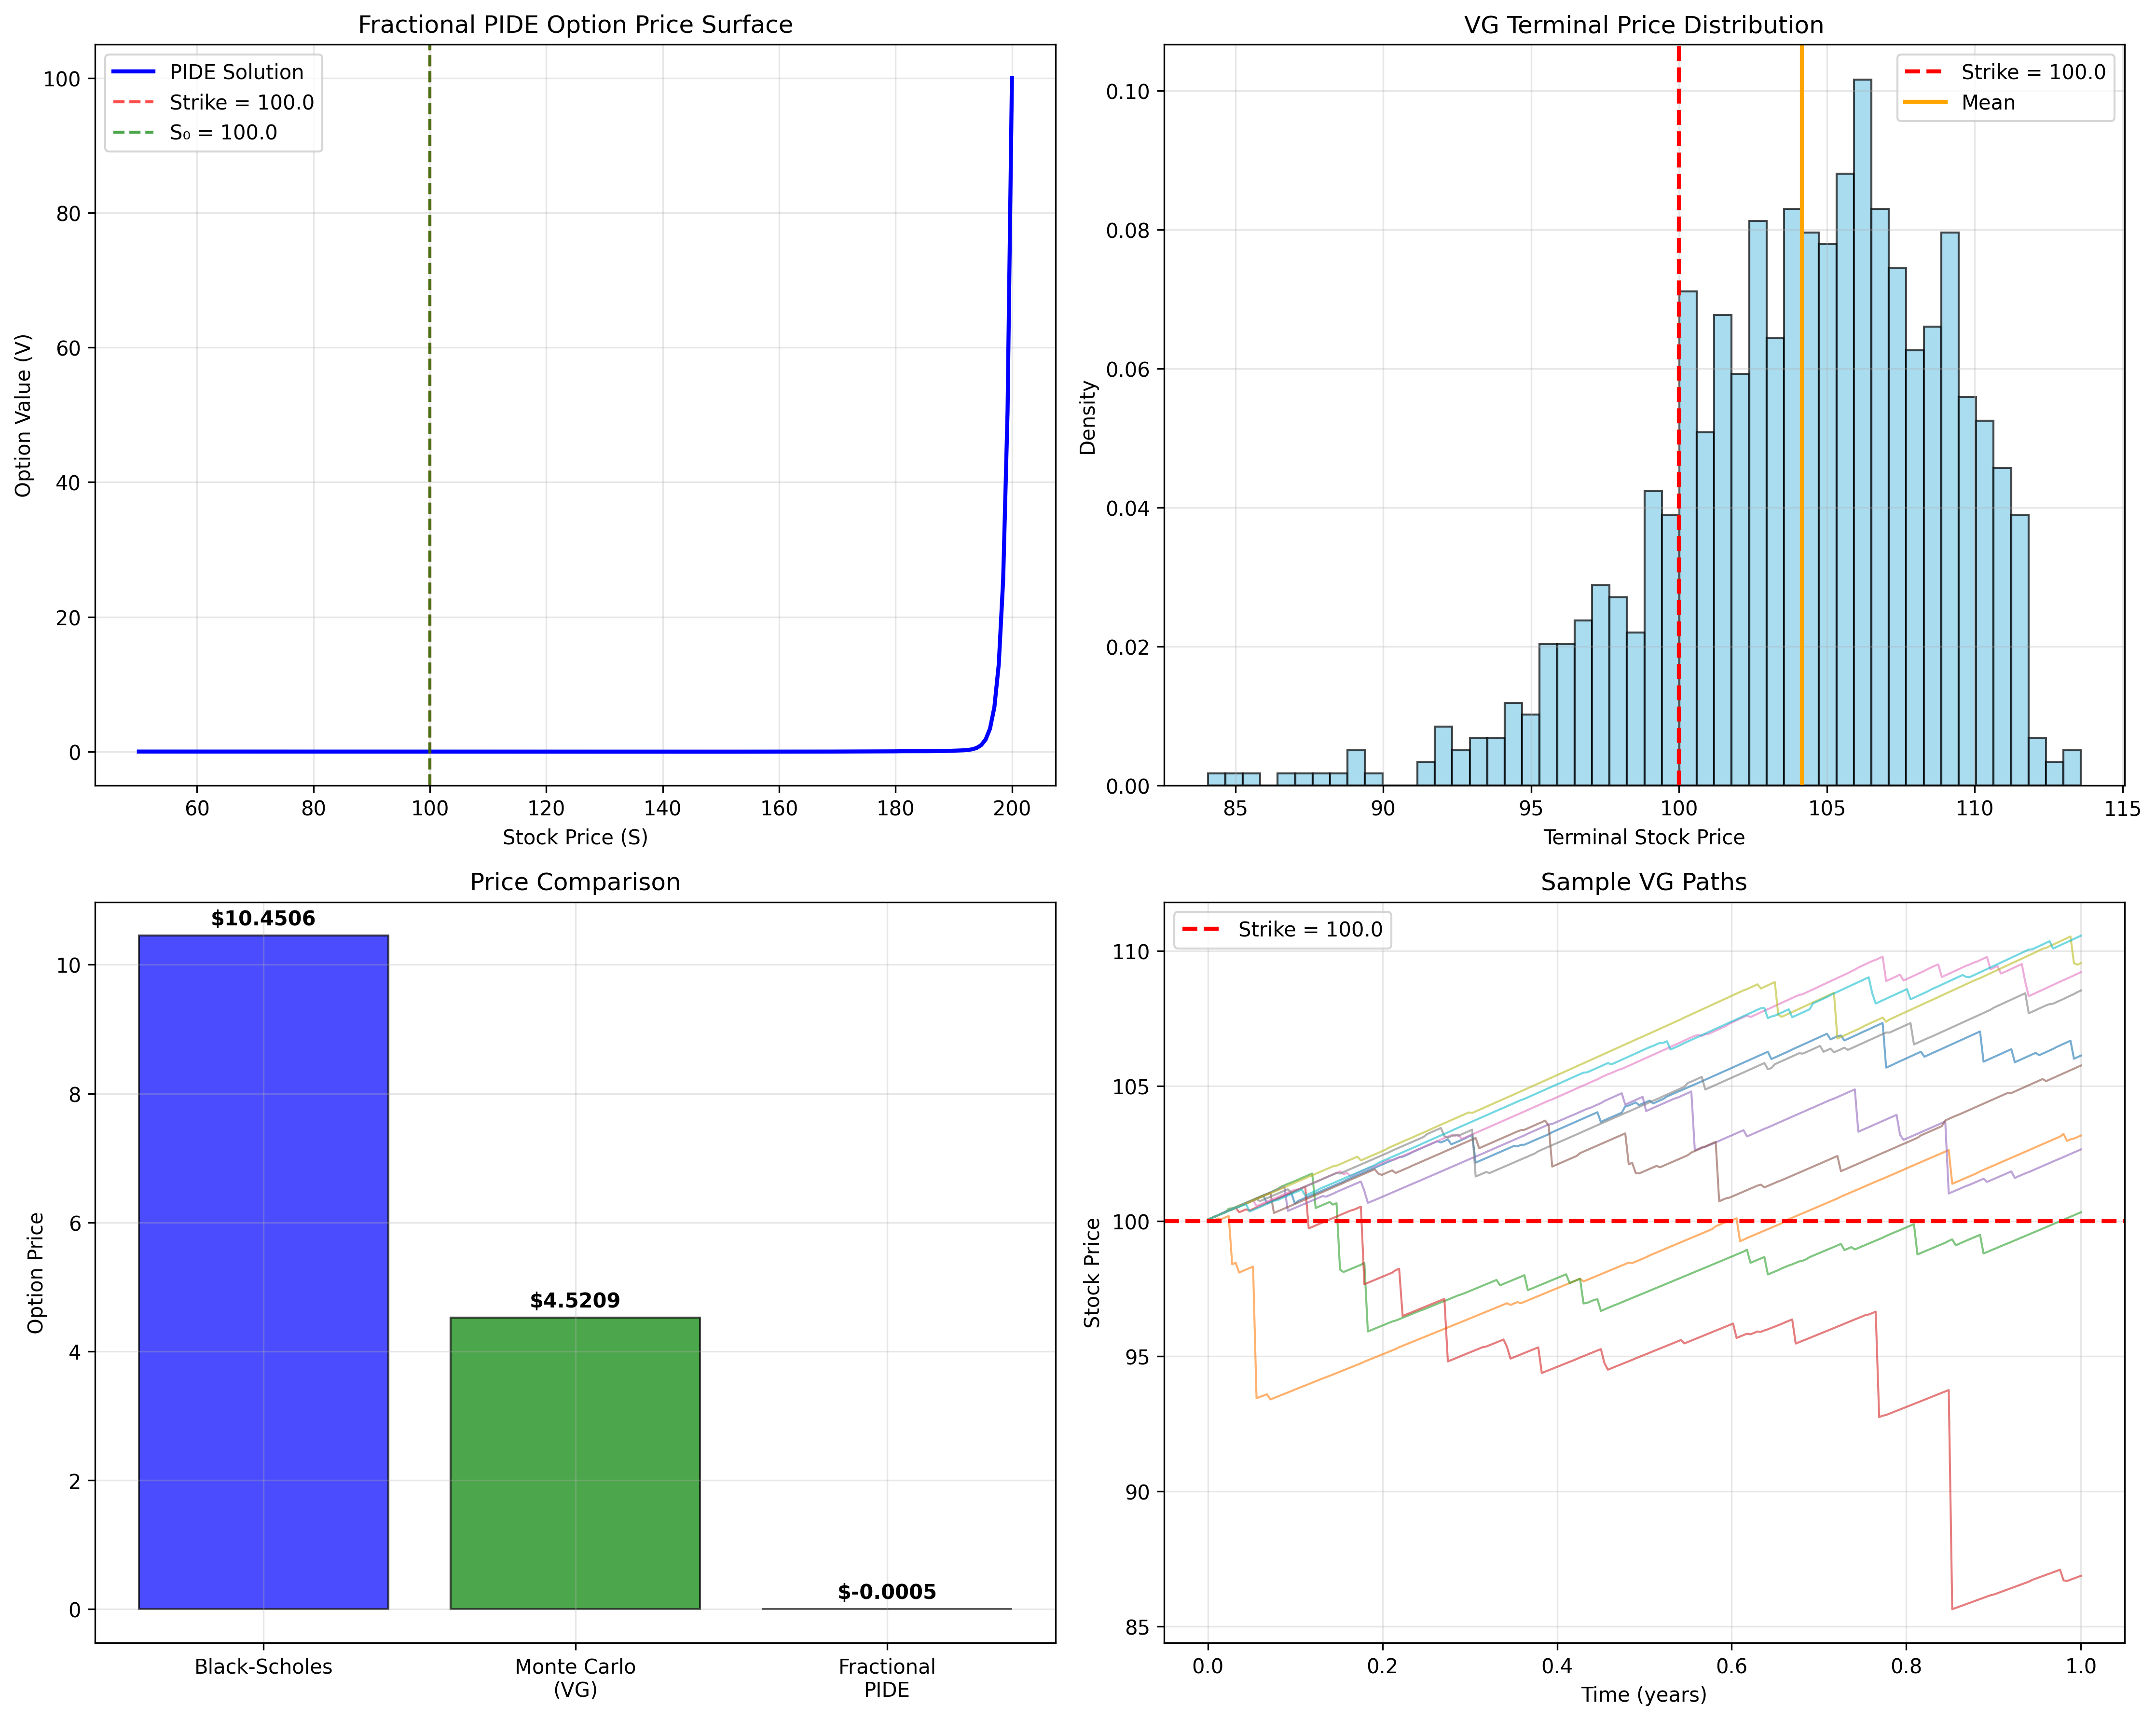 Fractional PIDE Option Price Surface
PIDE Solution
Strike = 100.0
S₀ = 100.0
Option Value (V)
100
80
60
40
20
0
60
80
100
120
140
160
180
200
Stock Price (S)
VG Terminal Price Distribution
Strike = 100.0
Mean
Density
0.10
0.08
0.06
0.04
0.02
0.00
85
90
95
100
105
110
115
Terminal Stock Price
Price Comparison
$10.4506
$4.5209
$-0.0005
Option Price
10
8
6
4
2
0
Black-Scholes
Monte Carlo
(VG)
Fractional
PIDE
Sample VG Paths
Strike = 100.0
Stock Price
110
105
100
95
90
85
0.0
0.2
0.4
0.6
0.8
1.0
Time (years)